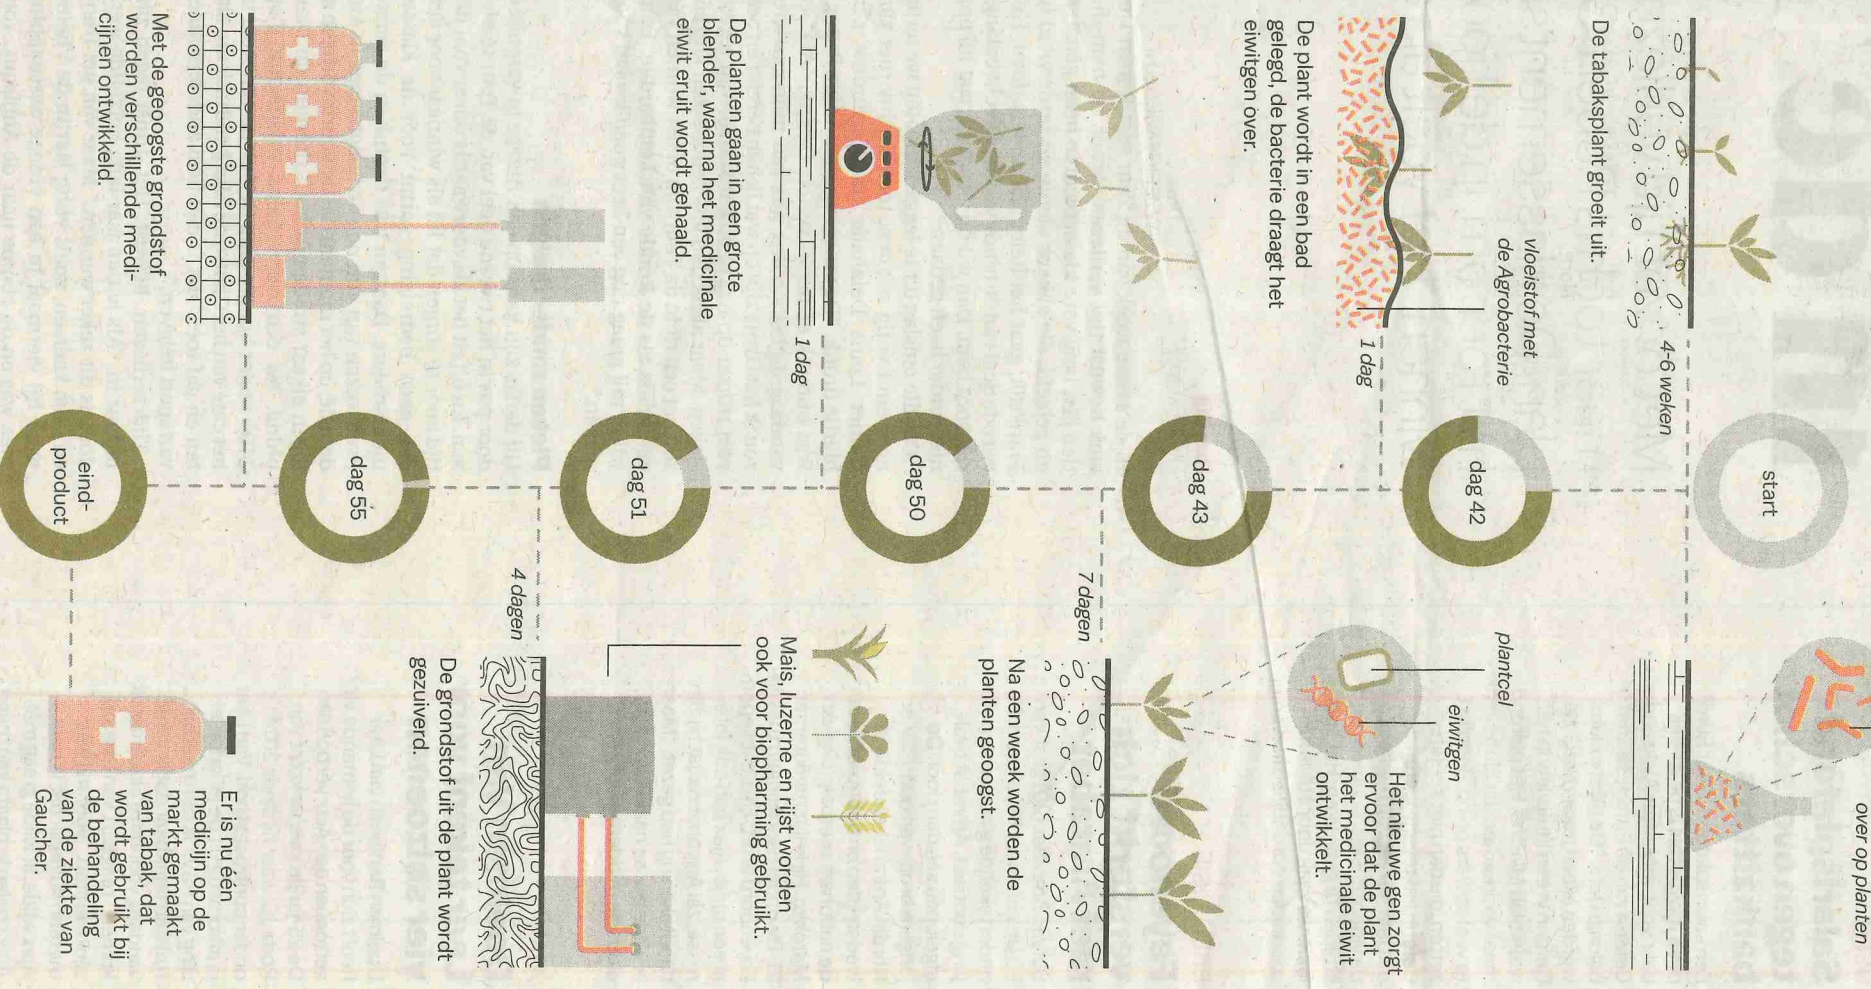 over op planten
start
De tabaksplant groeit uit.
4-6 weken
vloeistof met
de Agrobacterie
De plant wordt in een bad
gelegd, de bacterie draagt het
eiwitgen over.
1 dag
dag 42
plantcel
eiwitgen
Het nieuwe gen zorgt
ervoor dat de plant
het medicinale eiwit
ontwikkelt.
dag 43
7 dagen
Na een week worden de
planten geoogst.
dag 50
De planten gaan in een grote
blender, waarna het medicinale
eiwit eruit wordt gehaald.
1 dag
Mais, luzerne en rijst worden
ook voor biopharming gebruikt.
dag 51
4 dagen
De grondstof uit de plant wordt
gezuiverd.
dag 55
Met de geoogste grondstof
worden verschillende medi-
cijnen ontwikkeld.
eind-
product
Er is nu één
medicijn op de
markt gemaakt
van tabak, dat
wordt gebruikt bij
de behandeling
van de ziekte van
Gaucher.